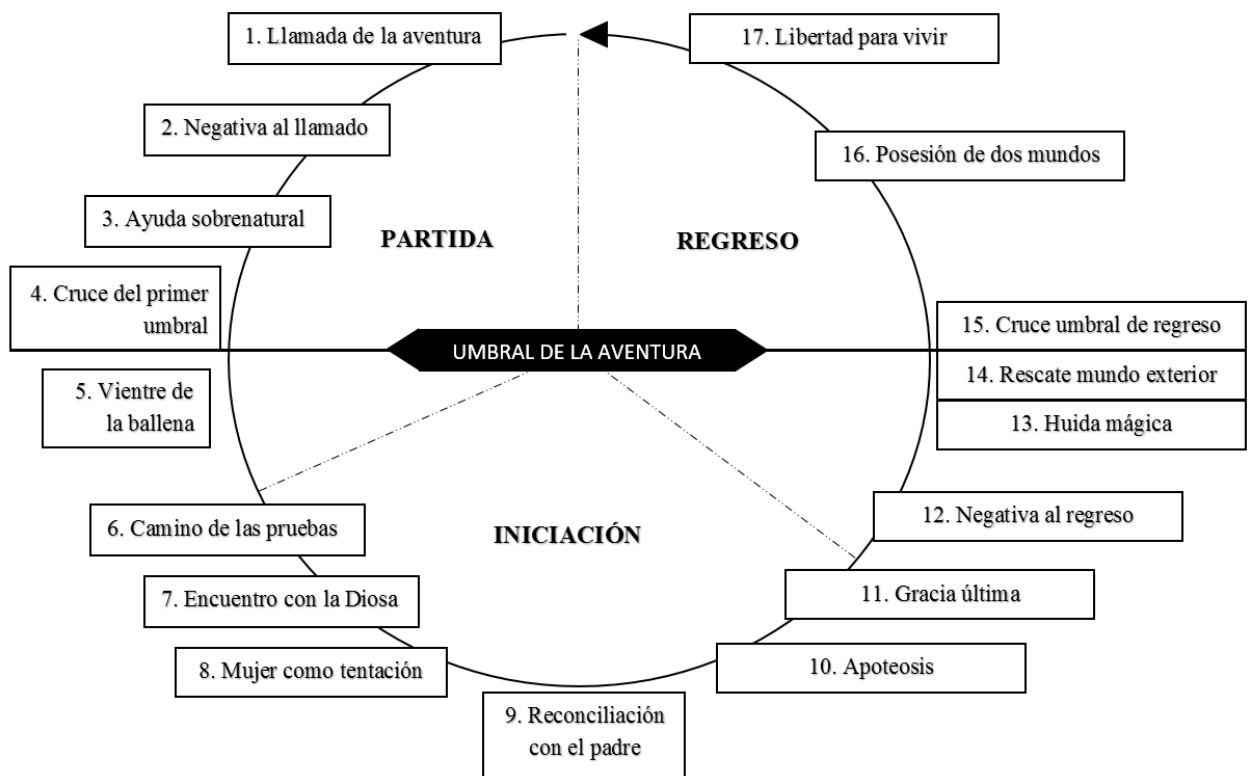 1. Llamada de la aventura
17. Libertad para vivir
2. Negativa al llamado
16. Posesión de dos mundos
3. Ayuda sobrenatural
PARTIDA
REGRESO
4. Cruce del primer
umbral
UMBRAL DE LA AVENTURA
15. Cruce umbral de regreso
14. Rescate mundo exterior
13. Huida mágica
5. Vientre de
la ballena
6. Camino de las pruebas
INICIACIÓN
12. Negativa al regreso
7. Encuentro con la Diosa
11. Gracia última
8. Mujer como tentación
10. Apoteosis
9. Reconciliación
con el padre